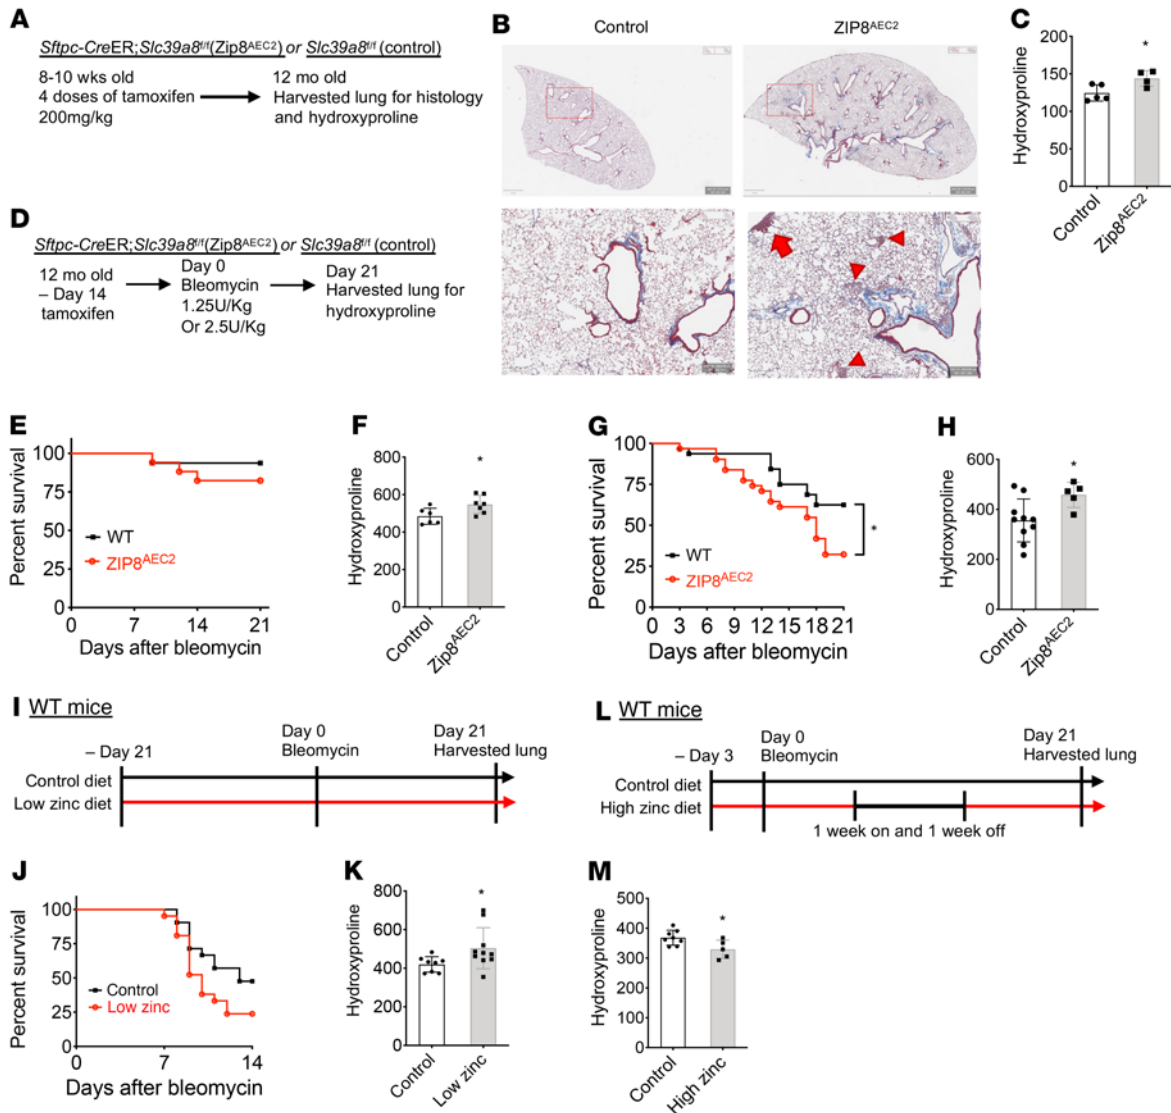 A
Sftpc-CreER;Slc39a8f/f(Zip8AEC2) or Slc39a8f/f (control)
8-10 wks old
4 doses of tamoxifen
200mg/kg
12 mo old
Harvested lung for histology
and hydroxyproline
B
Control
ZIP8AEC2
C
Hydroxyproline
200
150
100
50
0
*
Control
Zip8AEC2
D
Sftpc-CreER;Slc39a8f/f(Zip8AEC2) or Slc39a8f/f (control)
12 mo old
– Day 14
tamoxifen
Day 0
Bleomycin
1.25U/Kg
Or 2.5U/Kg
Day 21
Harvested lung for
hydroxyproline
E
Percent survival
100
75
50
25
0
WT
ZIP8AEC2
0 7 14 21
Days after bleomycin
F
Hydroxyproline
800
600
400
200
0
*
Control
Zip8AEC2
G
Percent survival
100
75
50
25
0
*
WT
ZIP8AEC2
0 3 6 9 12 15 18 21
Days after bleomycin
H
Hydroxyproline
600
400
200
0
*
Control
Zip8AEC2
I WT mice
– Day 21
Day 0
Bleomycin
Day 21
Harvested lung
Control diet
Low zinc diet
L WT mice
– Day 3
Day 0
Bleomycin
Day 21
Harvested lung
Control diet
High zinc diet
1 week on and 1 week off
J
Percent survival
100
75
50
25
0
Control
Low zinc
0 7 14
Days after bleomycin
K
Hydroxyproline
800
600
400
200
0
*
Control
Low zinc
M
Hydroxyproline
500
400
300
200
100
0
*
Control
High zinc